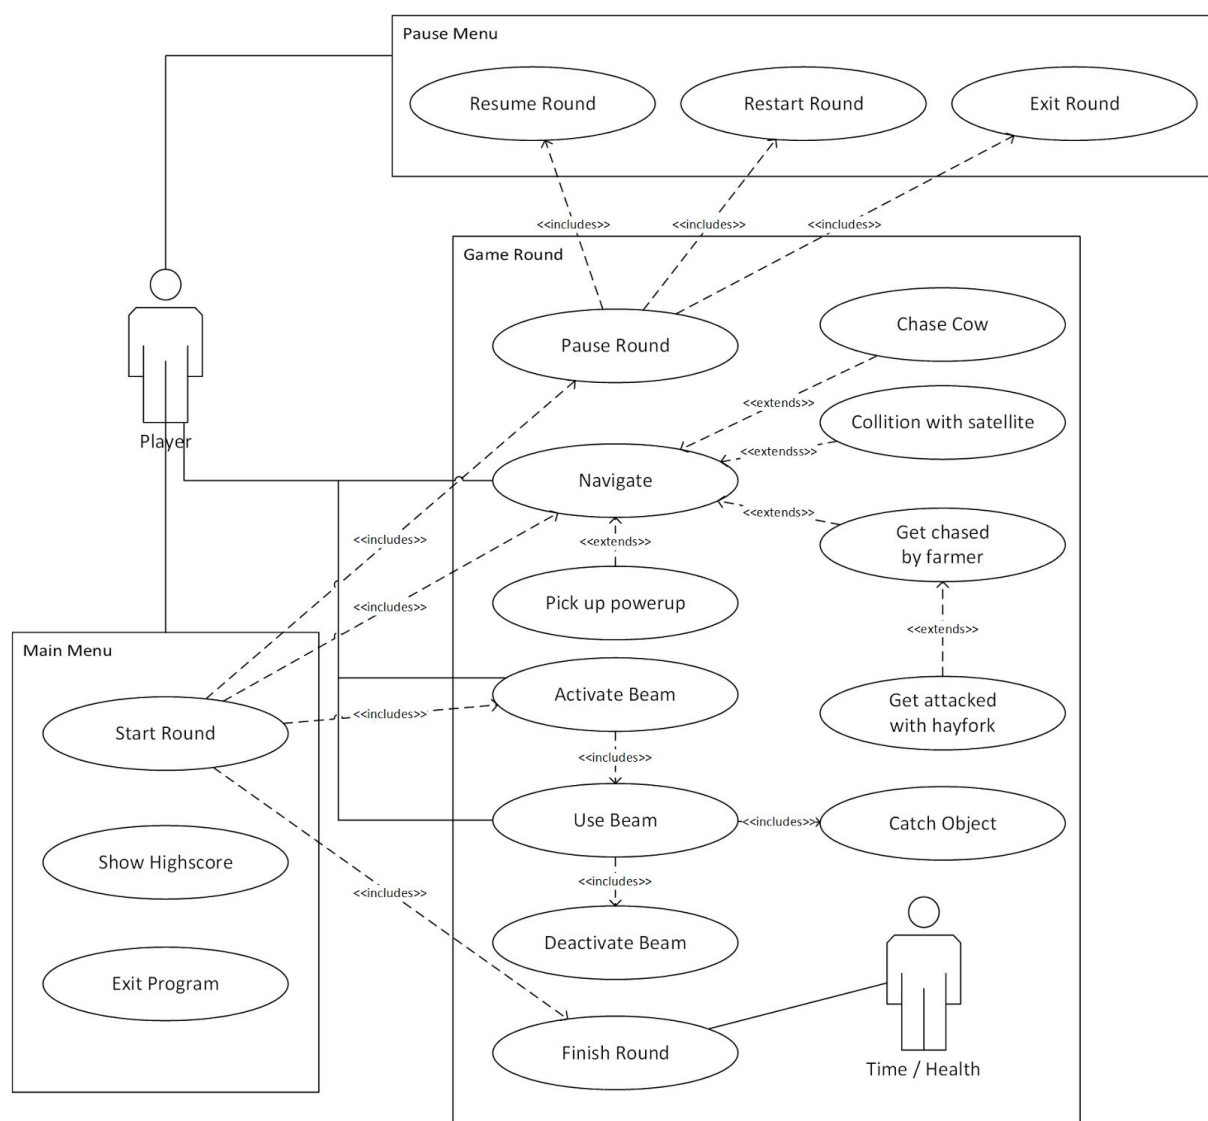 Pause Menu
Resume Round
Restart Round
Exit Round
<<includes>>
<<includes>>
<<includes>>
Game Round
Pause Round
Chase Cow
<<extends>>
Collition with satellite
<<extendss>>
Player
Navigate
<<extends>>
Get chased
by farmer
<<includes>>
<<extends>>
Pick up powerup
<<includes>>
<<extends>>
Main Menu
Start Round
<<includes>>
Activate Beam
Get attacked
with hayfork
<<includes>>
Use Beam
<<includes>>
Catch Object
Show Highscore
<<includes>>
<<includes>>
Deactivate Beam
Exit Program
Finish Round
Time / Health